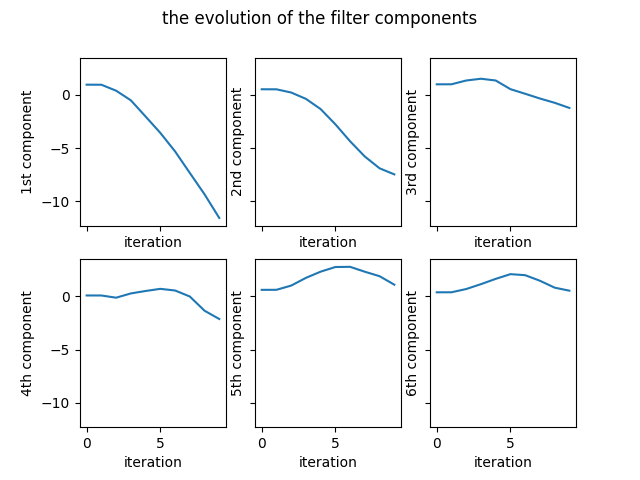 the evolution of the filter components
1st component
0
−5
−10
iteration
2nd component
iteration
3rd component
iteration
4th component
0
−5
−10
0
5
iteration
5th component
0
5
iteration
6th component
0
5
iteration